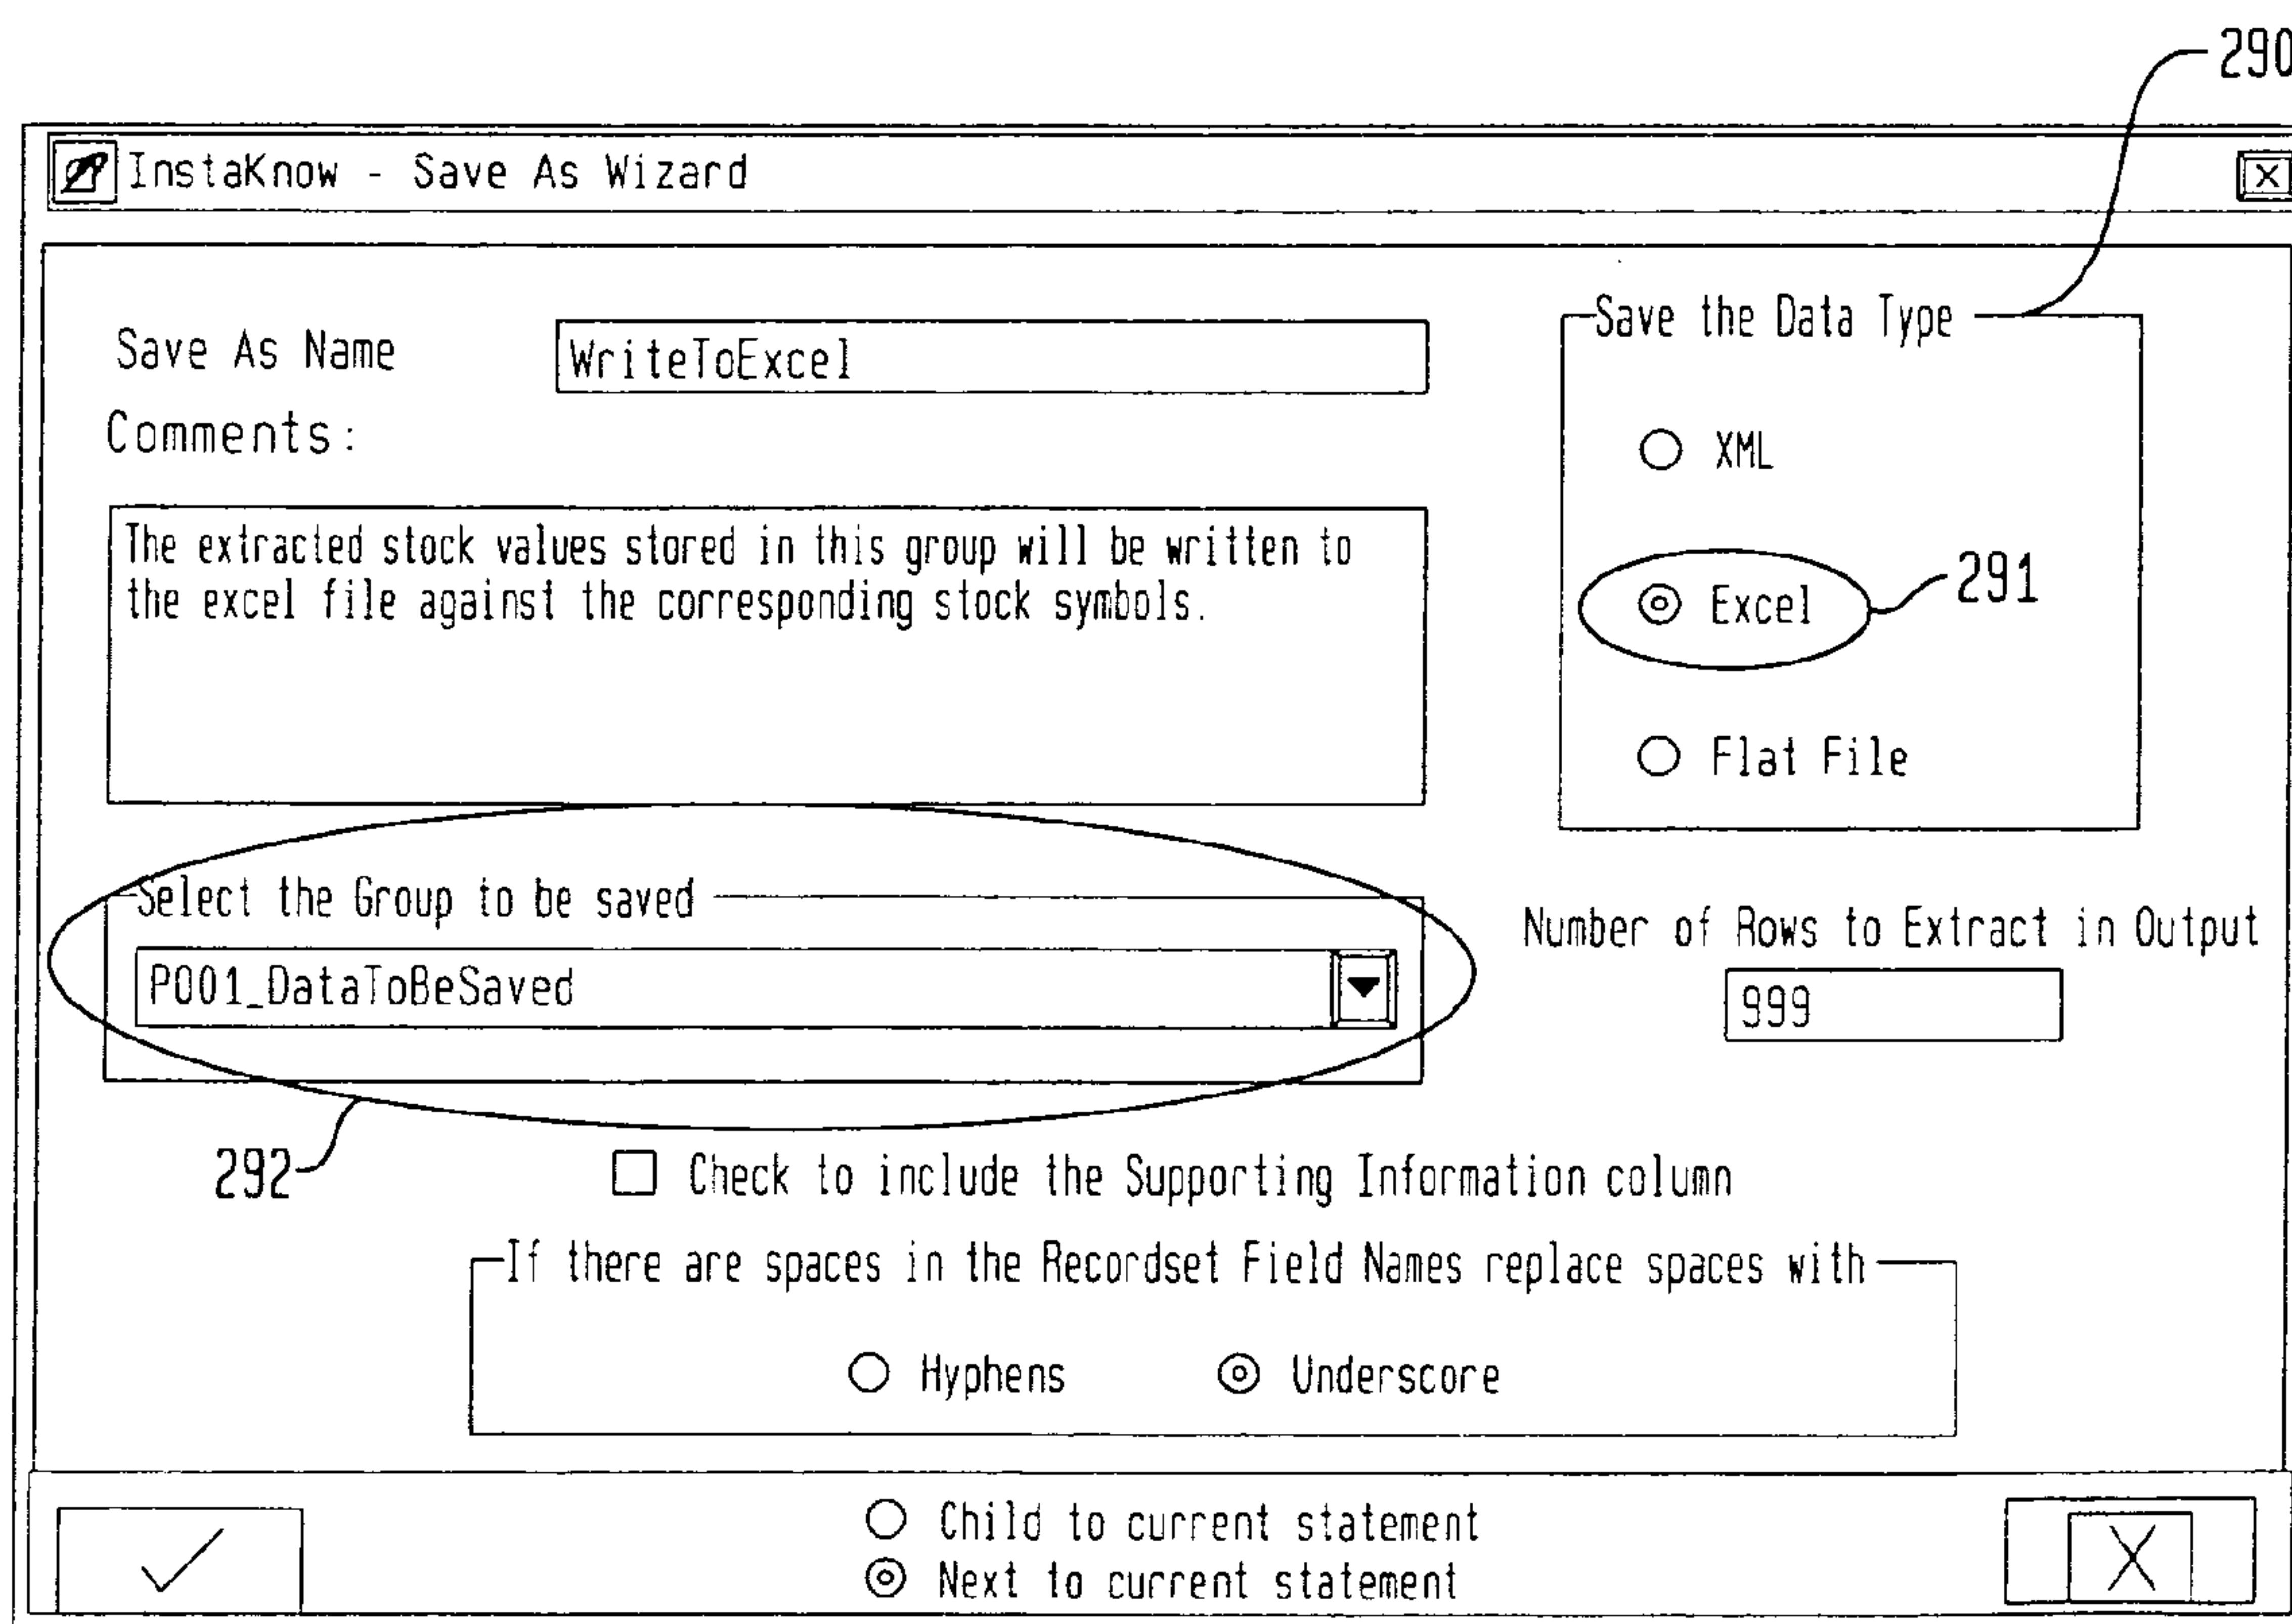 290
InstaKnow - Save As Wizard
Save As Name
WriteToExcel
Comments:
The extracted stock values stored in this group will be written to
the excel file against the corresponding stock symbols.
Save the Data Type
XML
Excel
291
Flat File
Select the Group to be saved
P001_DataToBeSaved
Number of Rows to Extract in Output
999
292
Check to include the Supporting Information column
If there are spaces in the Recordset Field Names replace spaces with
Hyphens Underscore
Child to current statement
Next to current statement